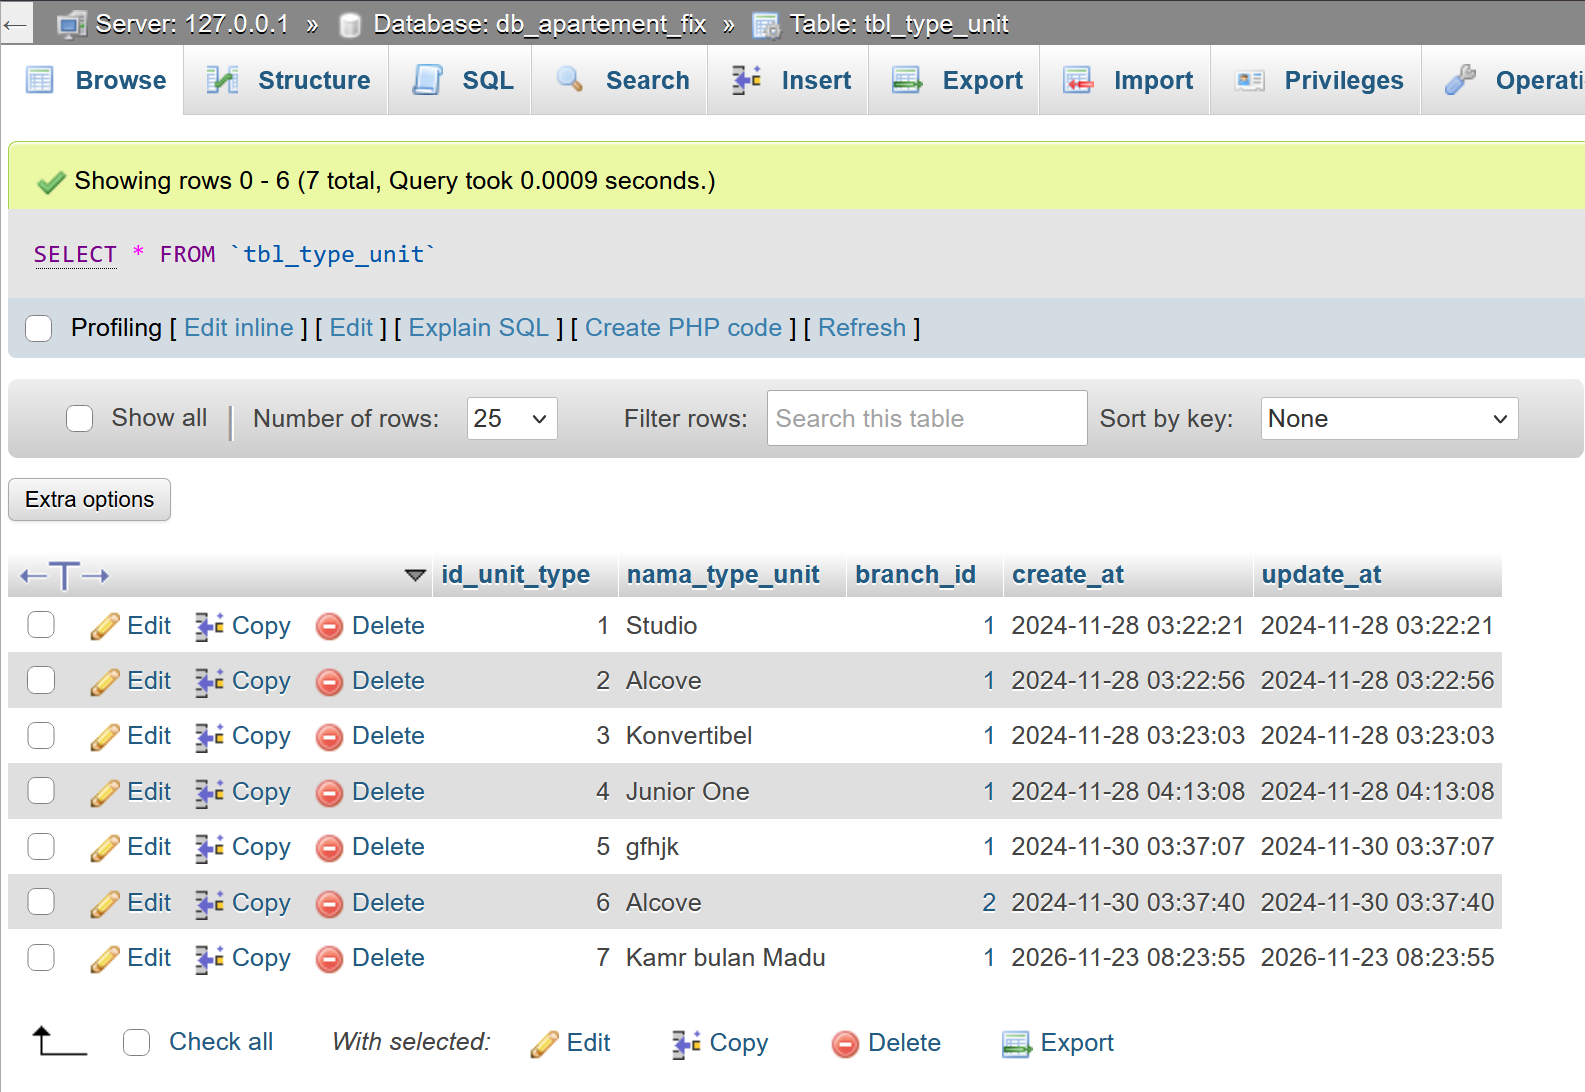 ← Server: 127.0.0.1 » Database: db_apartement_fix » Table: tbl_type_unit
Browse Structure SQL Search Insert Export Import Privileges Operati
Showing rows 0 - 6 (7 total, Query took 0.0009 seconds.)
SELECT * FROM `tbl_type_unit`
Profiling [ Edit inline ] [ Edit ] [ Explain SQL ] [ Create PHP code ] [ Refresh ]
Show all | Number of rows: 25 Filter rows: Search this table Sort by key: None
Extra options
←T→ id_unit_type nama_type_unit branch_id create_at update_at
Edit Copy Delete 1 Studio 1 2024-11-28 03:22:21 2024-11-28 03:22:21
Edit Copy Delete 2 Alcove 1 2024-11-28 03:22:56 2024-11-28 03:22:56
Edit Copy Delete 3 Konvertibel 1 2024-11-28 03:23:03 2024-11-28 03:23:03
Edit Copy Delete 4 Junior One 1 2024-11-28 04:13:08 2024-11-28 04:13:08
Edit Copy Delete 5 gfhjk 1 2024-11-30 03:37:07 2024-11-30 03:37:07
Edit Copy Delete 6 Alcove 2 2024-11-30 03:37:40 2024-11-30 03:37:40
Edit Copy Delete 7 Kamr bulan Madu 1 2026-11-23 08:23:55 2026-11-23 08:23:55
Check all With selected: Edit Copy Delete Export